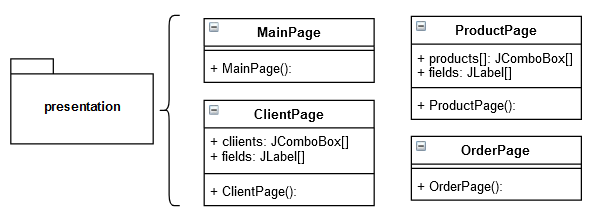 presentation
MainPage
+ MainPage():
ClientPage
+ cliients: JComboBox[]
+ fields: JLabel[]
+ ClientPage():
ProductPage
+ products[]: JComboBox[]
+ fields: JLabel[]
+ ProductPage():
OrderPage
+ OrderPage():